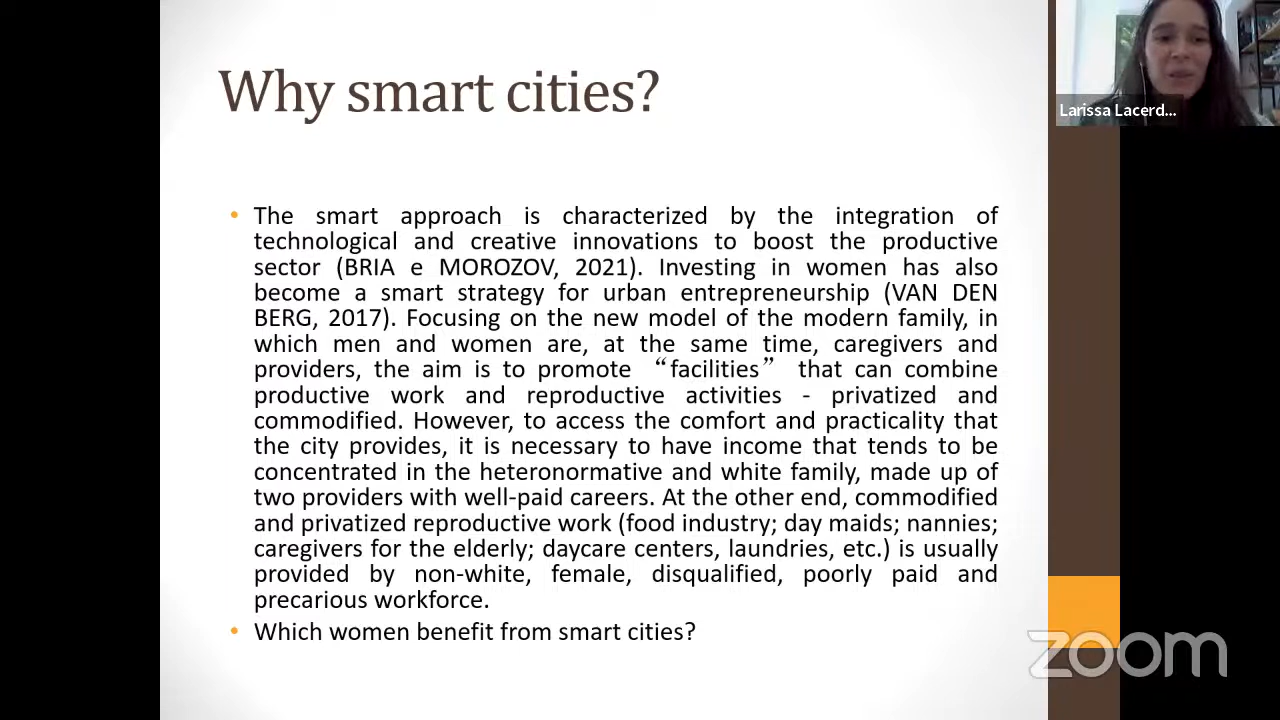 Why smart cities?
Larissa Lacerd...
• The smart approach is characterized by the integration of
technological and creative innovations to boost the productive
sector (BRIA e MOROZOV, 2021). Investing in women has also
become a smart strategy for urban entrepreneurship (VAN DEN
BERG, 2017). Focusing on the new model of the modern family, in
which men and women are, at the same time, caregivers and
providers, the aim is to promote “facilities” that can combine
productive work and reproductive activities - privatized and
commodified. However, to access the comfort and practicality that
the city provides, it is necessary to have income that tends to be
concentrated in the heteronormative and white family, made up of
two providers with well-paid careers. At the other end, commodified
and privatized reproductive work (food industry; day maids; nannies;
caregivers for the elderly; daycare centers, laundries, etc.) is usually
provided by non-white, female, disqualified, poorly paid and
precarious workforce.
• Which women benefit from smart cities?
zoom